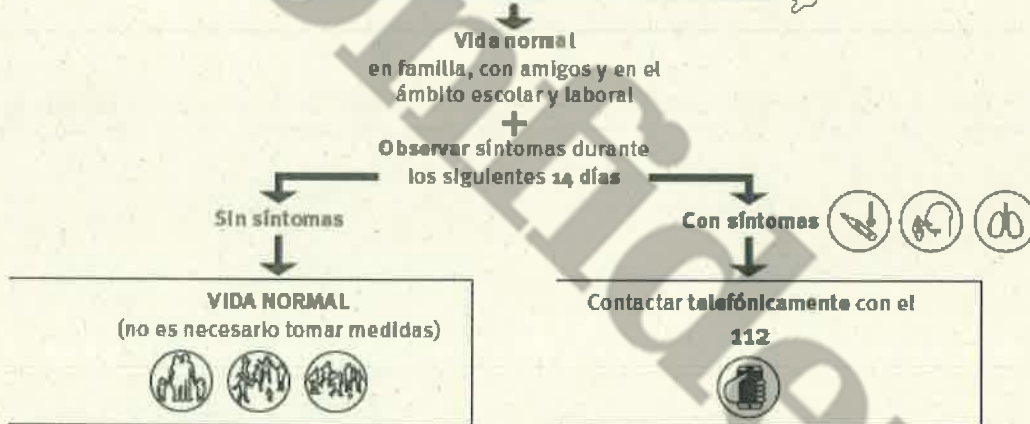 Vida normal
en familia, con amigos y en el
ámbito escolar y laboral
+
Observar síntomas durante
los siguientes 14 días
Sin síntomas
Con síntomas
VIDA NORMAL
(no es necesario tomar medidas)
Contactar telefónicamente con el
112